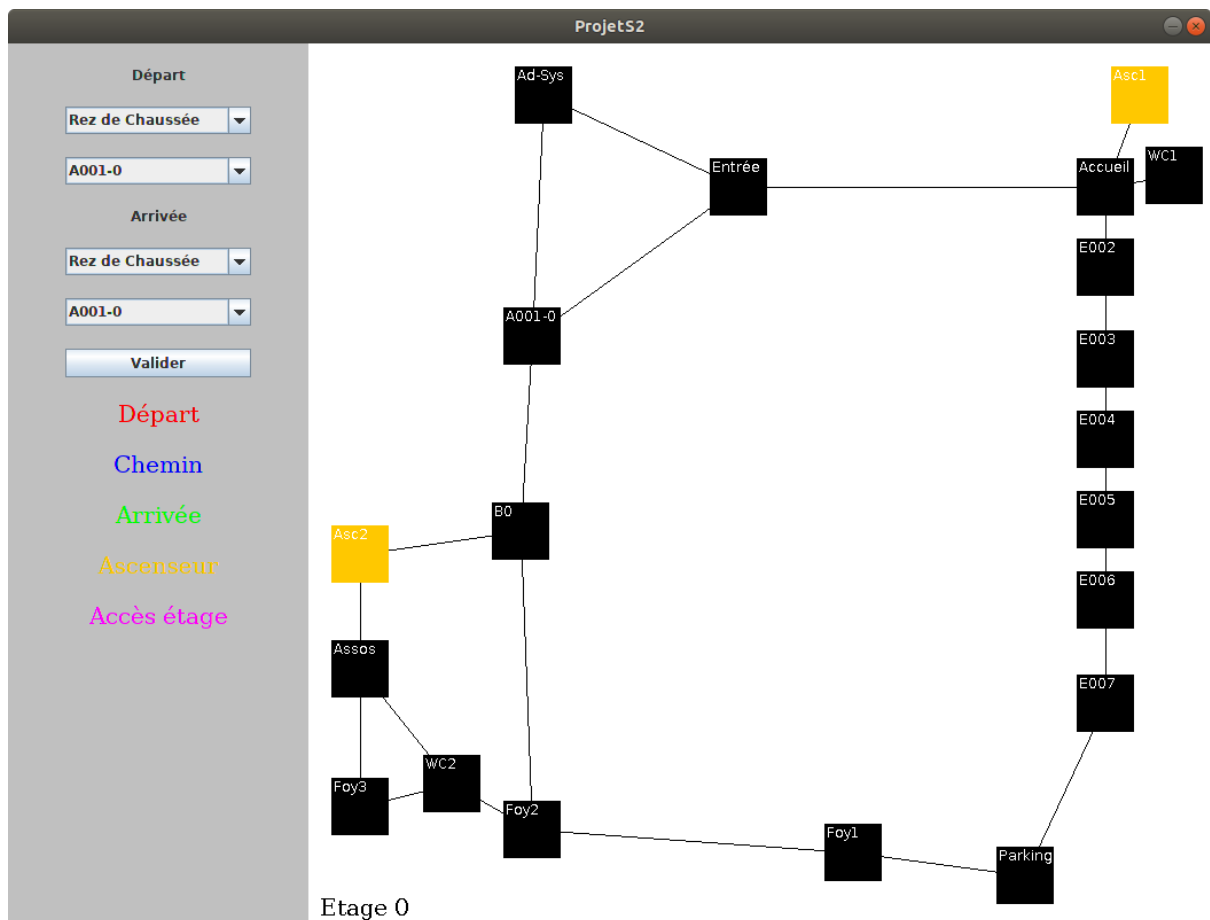 ProjetS2
Départ
Rez de Chaussée
A001-0
Arrivée
Rez de Chaussée
A001-0
Valider
Départ
Chemin
Arrivée
Ascenseur
Accès étage
Ad-Sys
Asc1
WC1
Entrée
Accueil
E002
A001-0
E003
E004
E005
B0
Asc2
E006
Assos
E007
WC2
Foy3
Foy2
Foy1
Parking
Etage 0